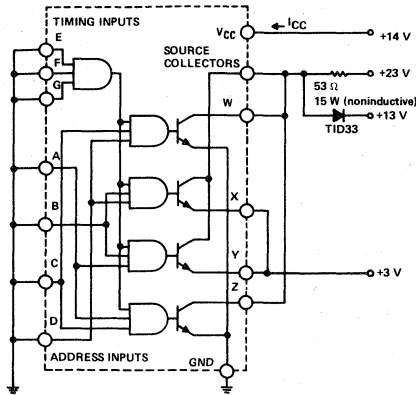 TIMING INPUTS
E
F
G
VCC
ICC
+14 V
SOURCE
COLLECTORS
+23 V
53 Ω
15 W (noninductive)
+13 V
TID33
W
A
B
X
C
Y
+3 V
Z
D
ADDRESS INPUTS
GND